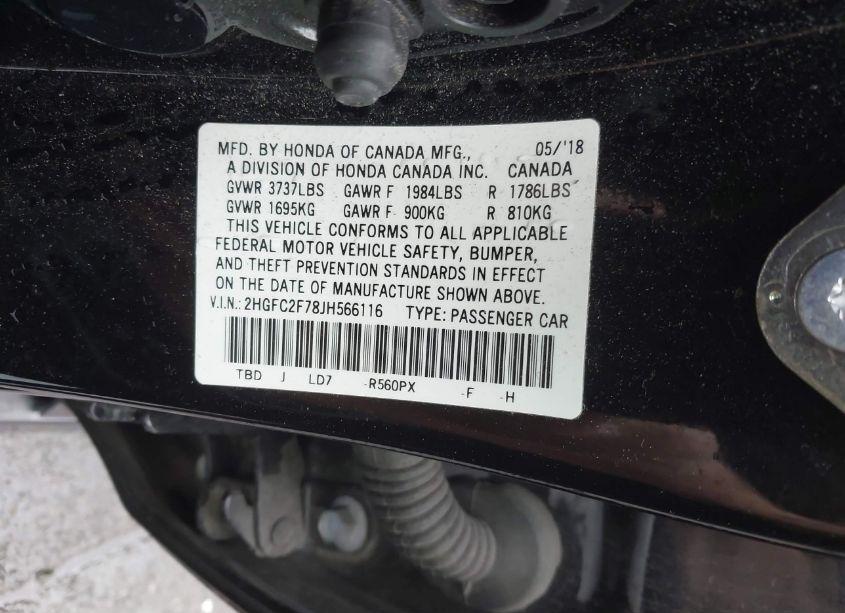 MFD. BY HONDA OF CANADA MFG., 05/'18
A DIVISION OF HONDA CANADA INC. CANADA
GVWR 3737LBS GAWR F 1984LBS R 1786LBS
GVWR 1695KG GAWR F 900KG R 810KG
THIS VEHICLE CONFORMS TO ALL APPLICABLE
FEDERAL MOTOR VEHICLE SAFETY, BUMPER,
AND THEFT PREVENTION STANDARDS IN EFFECT
ON THE DATE OF MANUFACTURE SHOWN ABOVE.
V.I.N.: 2HGFC2F78JH566116 TYPE: PASSENGER CAR
TBD J LD7 -R560PX -F -H